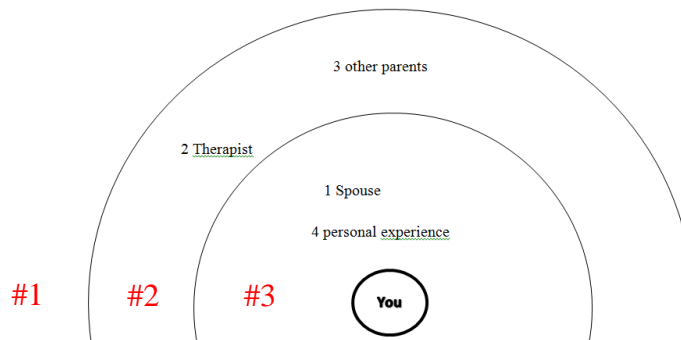 3 other parents
2 Therapist
1 Spouse
4 personal experience
#1 #2 #3 You